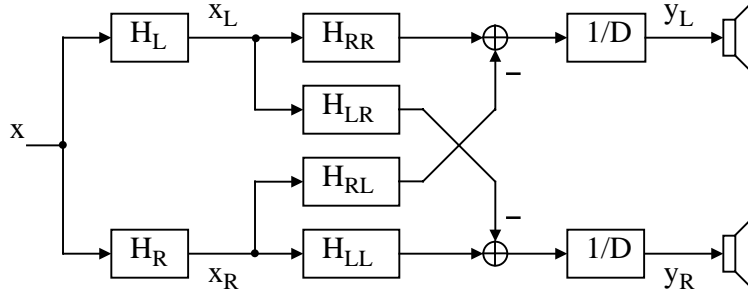 x_L
y_L
H_L
H_RR
1/D
–
H_LR
x
H_RL
–
H_R
H_LL
1/D
x_R
y_R